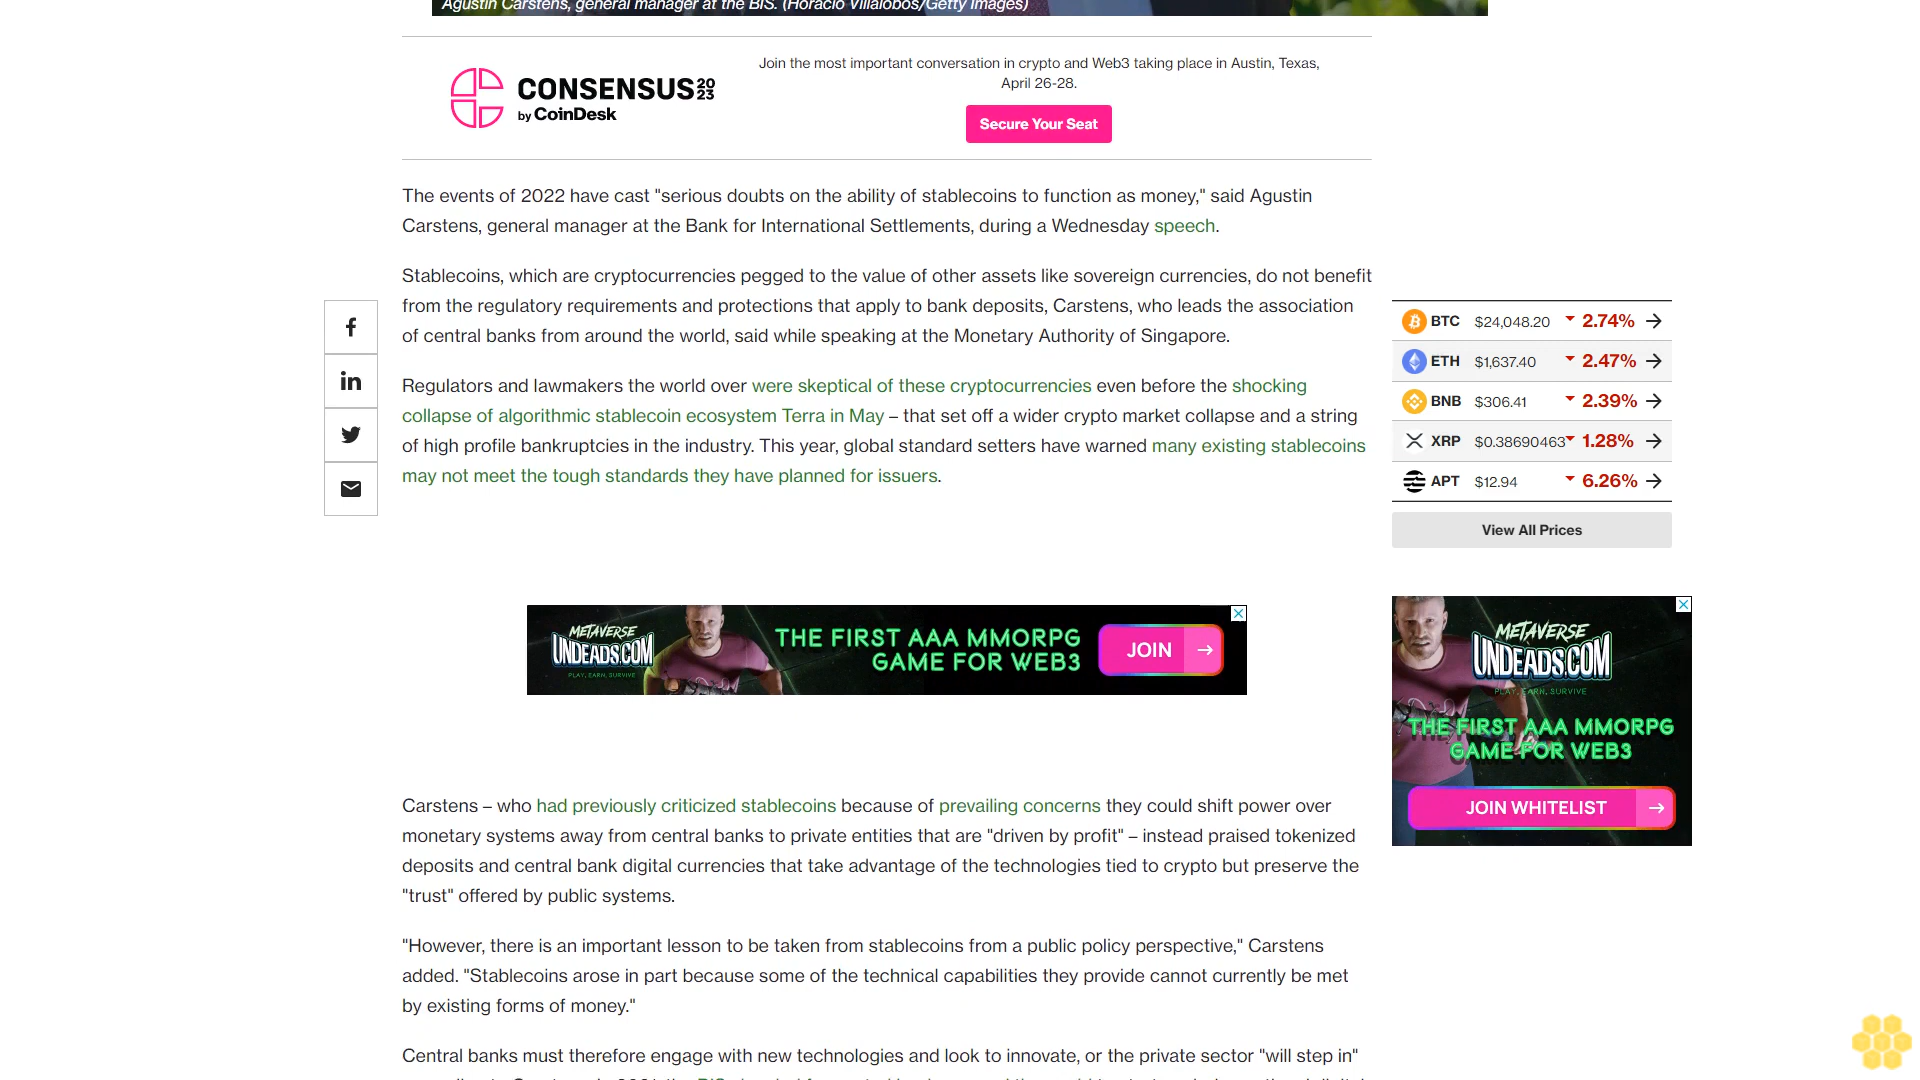 Agustin Carstens, general manager at the BIS. (Horacio Villalobos/Getty Images)
CONSENSUS 2023
by CoinDesk
Join the most important conversation in crypto and Web3 taking place in Austin, Texas,
April 26-28.
Secure Your Seat
The events of 2022 have cast "serious doubts on the ability of stablecoins to function as money," said Agustin
Carstens, general manager at the Bank for International Settlements, during a Wednesday speech.
Stablecoins, which are cryptocurrencies pegged to the value of other assets like sovereign currencies, do not benefit
from the regulatory requirements and protections that apply to bank deposits, Carstens, who leads the association
of central banks from around the world, said while speaking at the Monetary Authority of Singapore.
Regulators and lawmakers the world over were skeptical of these cryptocurrencies even before the shocking
collapse of algorithmic stablecoin ecosystem Terra in May – that set off a wider crypto market collapse and a string
of high profile bankruptcies in the industry. This year, global standard setters have warned many existing stablecoins
may not meet the tough standards they have planned for issuers.
METAVERSE
UNDEADS.COM
PLAY, EARN, SURVIVE
THE FIRST AAA MMORPG
GAME FOR WEB3
JOIN
Carstens – who had previously criticized stablecoins because of prevailing concerns they could shift power over
monetary systems away from central banks to private entities that are "driven by profit" – instead praised tokenized
deposits and central bank digital currencies that take advantage of the technologies tied to crypto but preserve the
"trust" offered by public systems.
"However, there is an important lesson to be taken from stablecoins from a public policy perspective," Carstens
added. "Stablecoins arose in part because some of the technical capabilities they provide cannot currently be met
by existing forms of money."
Central banks must therefore engage with new technologies and look to innovate, or the private sector "will step in"
BTC $24,048.20 2.74%
ETH $1,637.40 2.47%
BNB $306.41 2.39%
XRP $0.38690463 1.28%
APT $12.94 6.26%
View All Prices
METAVERSE
UNDEADS.COM
PLAY, EARN, SURVIVE
THE FIRST AAA MMORPG
GAME FOR WEB3
JOIN WHITELIST